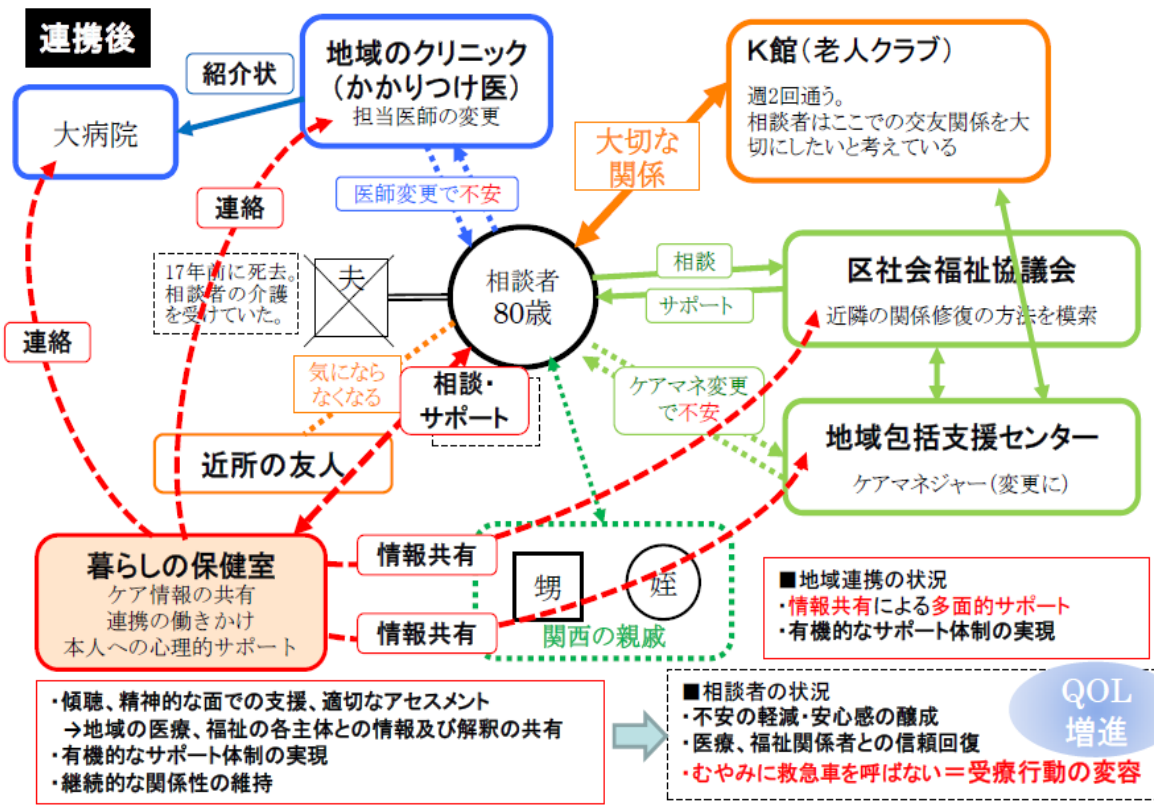 連携後
地域のクリニック
(かかりつけ医)
担当医師の変更
紹介状
大病院
K館(老人クラブ)
週2回通う。
相談者はここでの交友関係を大
切にしたいと考えている
大切な
関係
連絡
医師変更で不安
17年前に死去。
相談者の介護
を受けていた。
夫
相談者
80歳
相談
サポート
区社会福祉協議会
近隣の関係修復の方法を模索
連絡
気になら
なくなる
相談・
サポート
ケアマネ変更
で不安
地域包括支援センター
ケアマネジャー(変更に)
近所の友人
暮らしの保健室
ケア情報の共有
連携の働きかけ
本人への心理的サポート
情報共有
情報共有
甥
姪
関西の親戚
■地域連携の状況
・情報共有による多面的サポート
・有機的なサポート体制の実現
・傾聴、精神的な面での支援、適切なアセスメント
→地域の医療、福祉の各主体との情報及び解釈の共有
・有機的なサポート体制の実現
・継続的な関係性の維持
■相談者の状況
・不安の軽減・安心感の醸成
・医療、福祉関係者との信頼回復
・むやみに救急車を呼ばない=受療行動の変容
QOL
増進